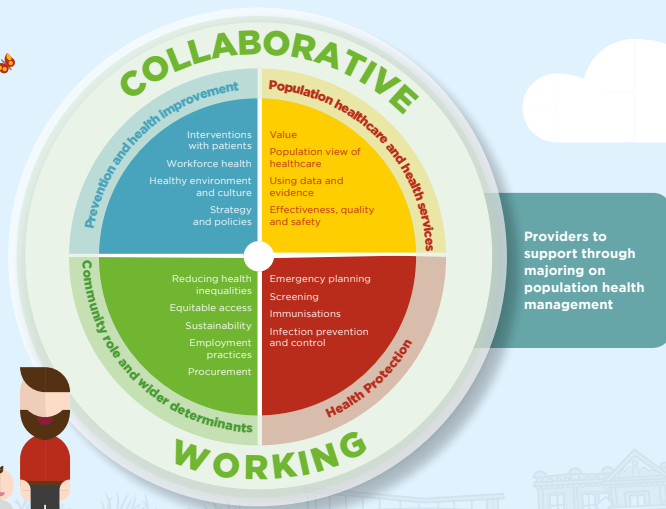 COLLABORATIVE
Prevention and health improvement
Interventions
with patients
Workforce health
Healthy environment
and culture
Strategy
and policies
Population healthcare and health services
Value
Population view of
healthcare
Using data and
evidence
Effectiveness, quality
and safety
Community role and wider determinants
Reducing health
inequalities
Equitable access
Sustainability
Employment
practices
Procurement
Health Protection
Emergency planning
Screening
Immunisations
Infection prevention
and control
WORKING
Providers to
support through
majoring on
population health
management